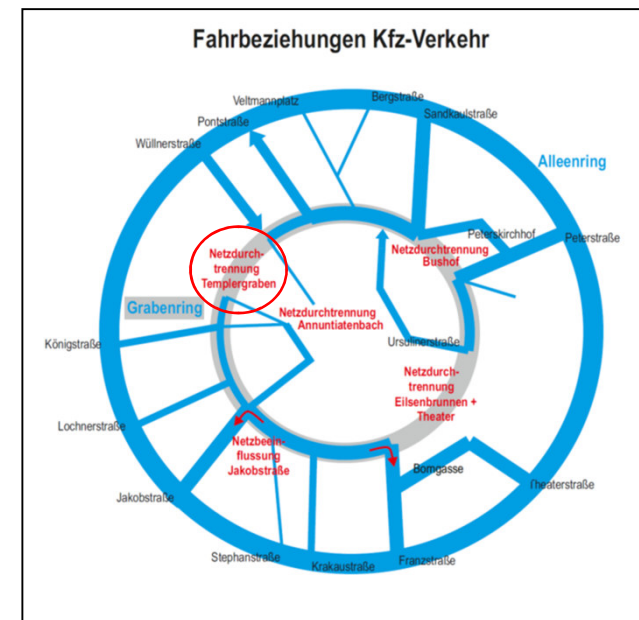 Fahrbeziehungen Kfz-Verkehr
Veltmannplatz
Bergstraße
Pontstraße
Sandkaulstraße
Wüllnerstraße
Alleenring
Peterskirchhof
Peterstraße
Netzdurch-
trennung
Templergraben
Netzdurchtrennung
Bushof
Grabenring
Netzdurchtrennung
Annuntiatenbach
Königstraße
Ursulinerstraße
Netzdurch-
trennung
Eilsenbrunnen +
Theater
Lochnerstraße
Netzbeein-
flussung
Jakobstraße
Borngasse
Jakobstraße
Theaterstraße
Stephanstraße
Krakaustraße
Franzstraße